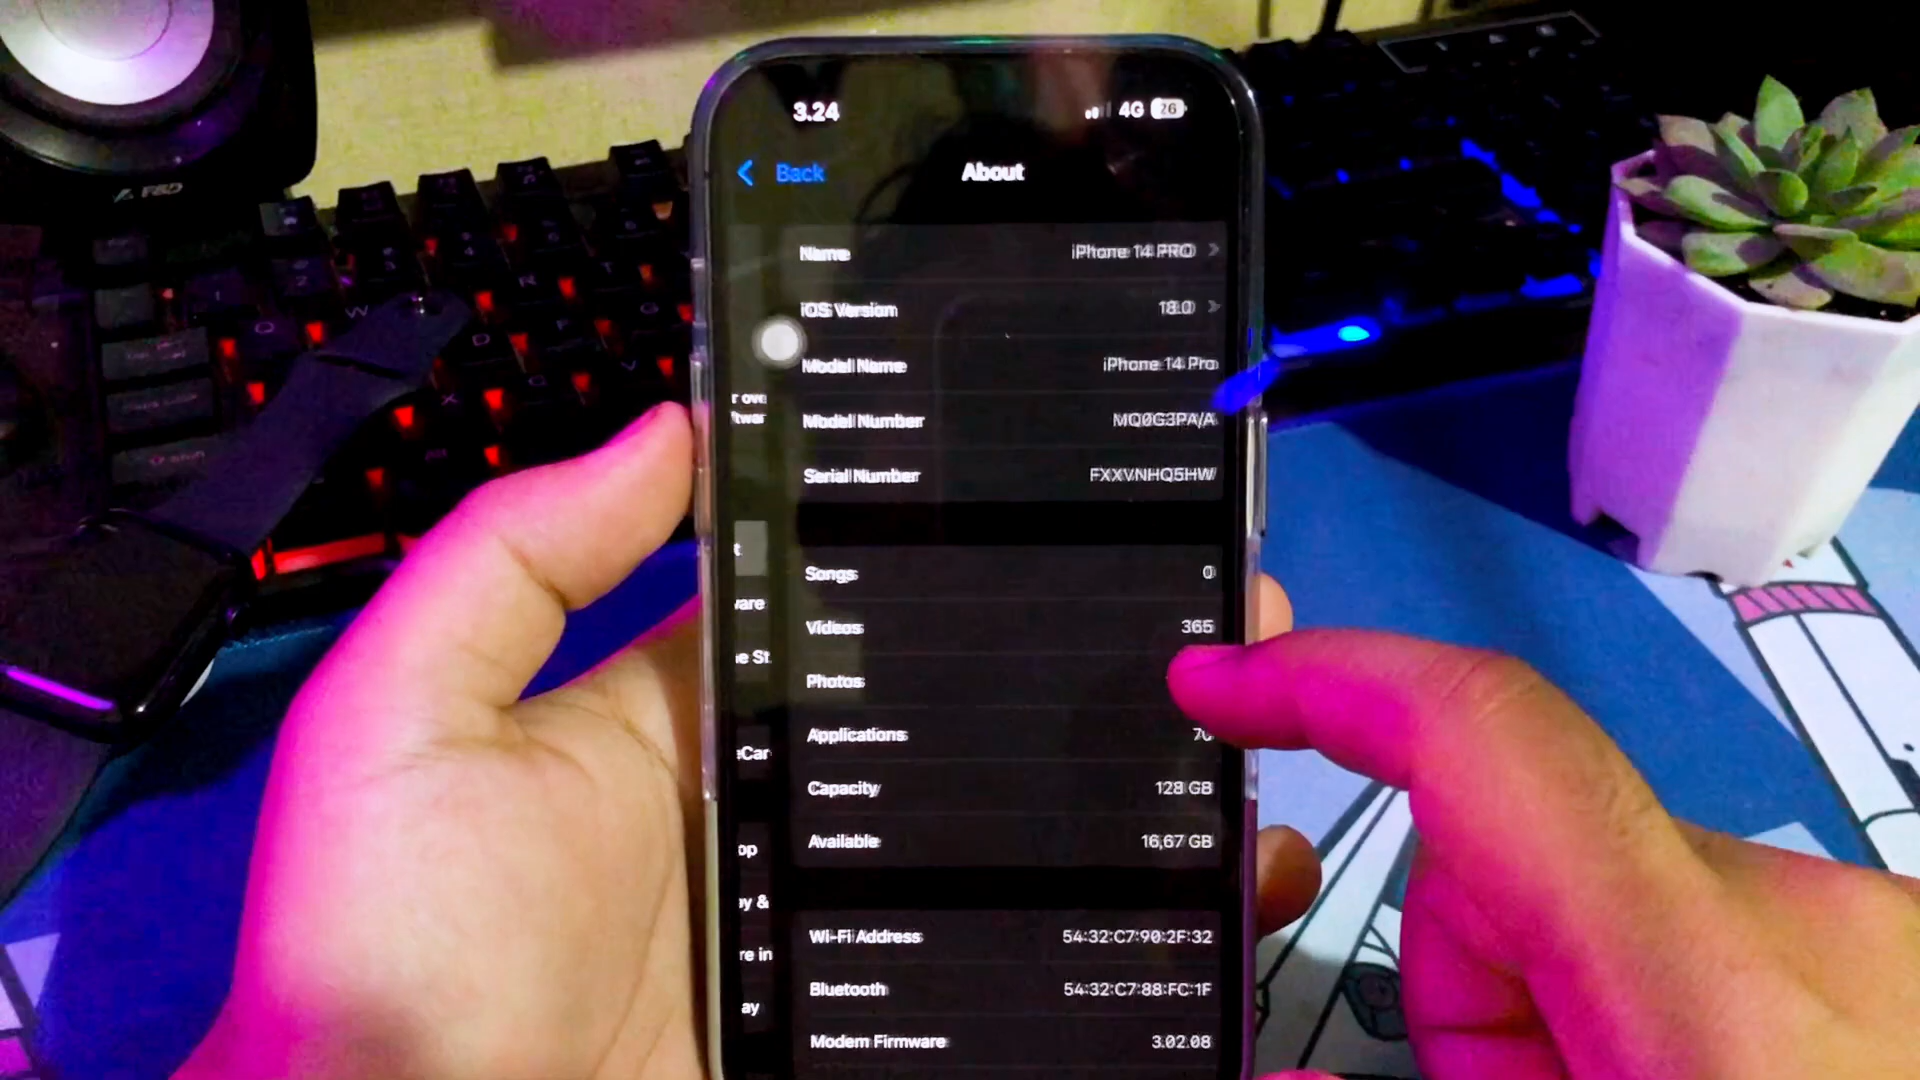 F&D
3.24
4G 26
Back
About
Name iPhone 14 PRO
iOS Version 18.0
Model Name iPhone 14 Pro
Model Number MQ0G3PA/A
Serial Number FXXVNHQ5HW
Songs 0
Videos 365
Photos
Applications
Capacity 128 GB
Available 16,67 GB
Wi-Fi Address 54:32:C7:90:2F:32
Bluetooth 54:32:C7:88:FC:1F
Modem Firmware 3.02.08